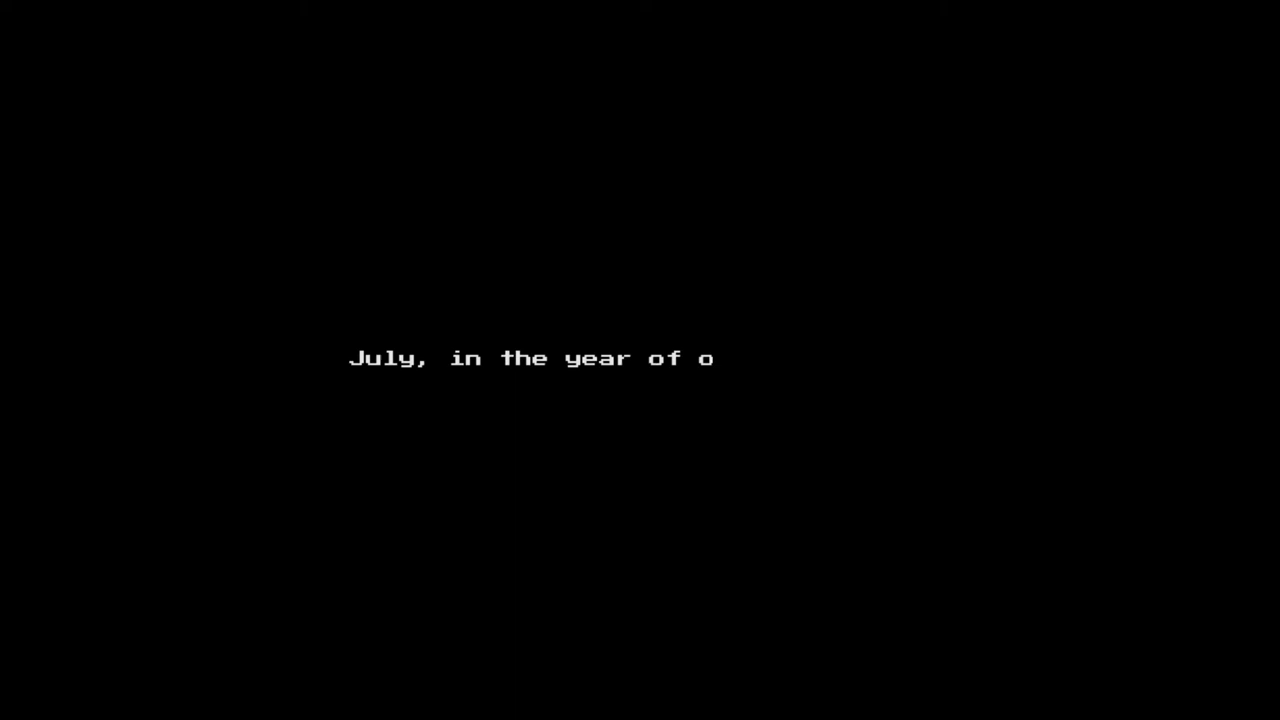 July, in the year of o